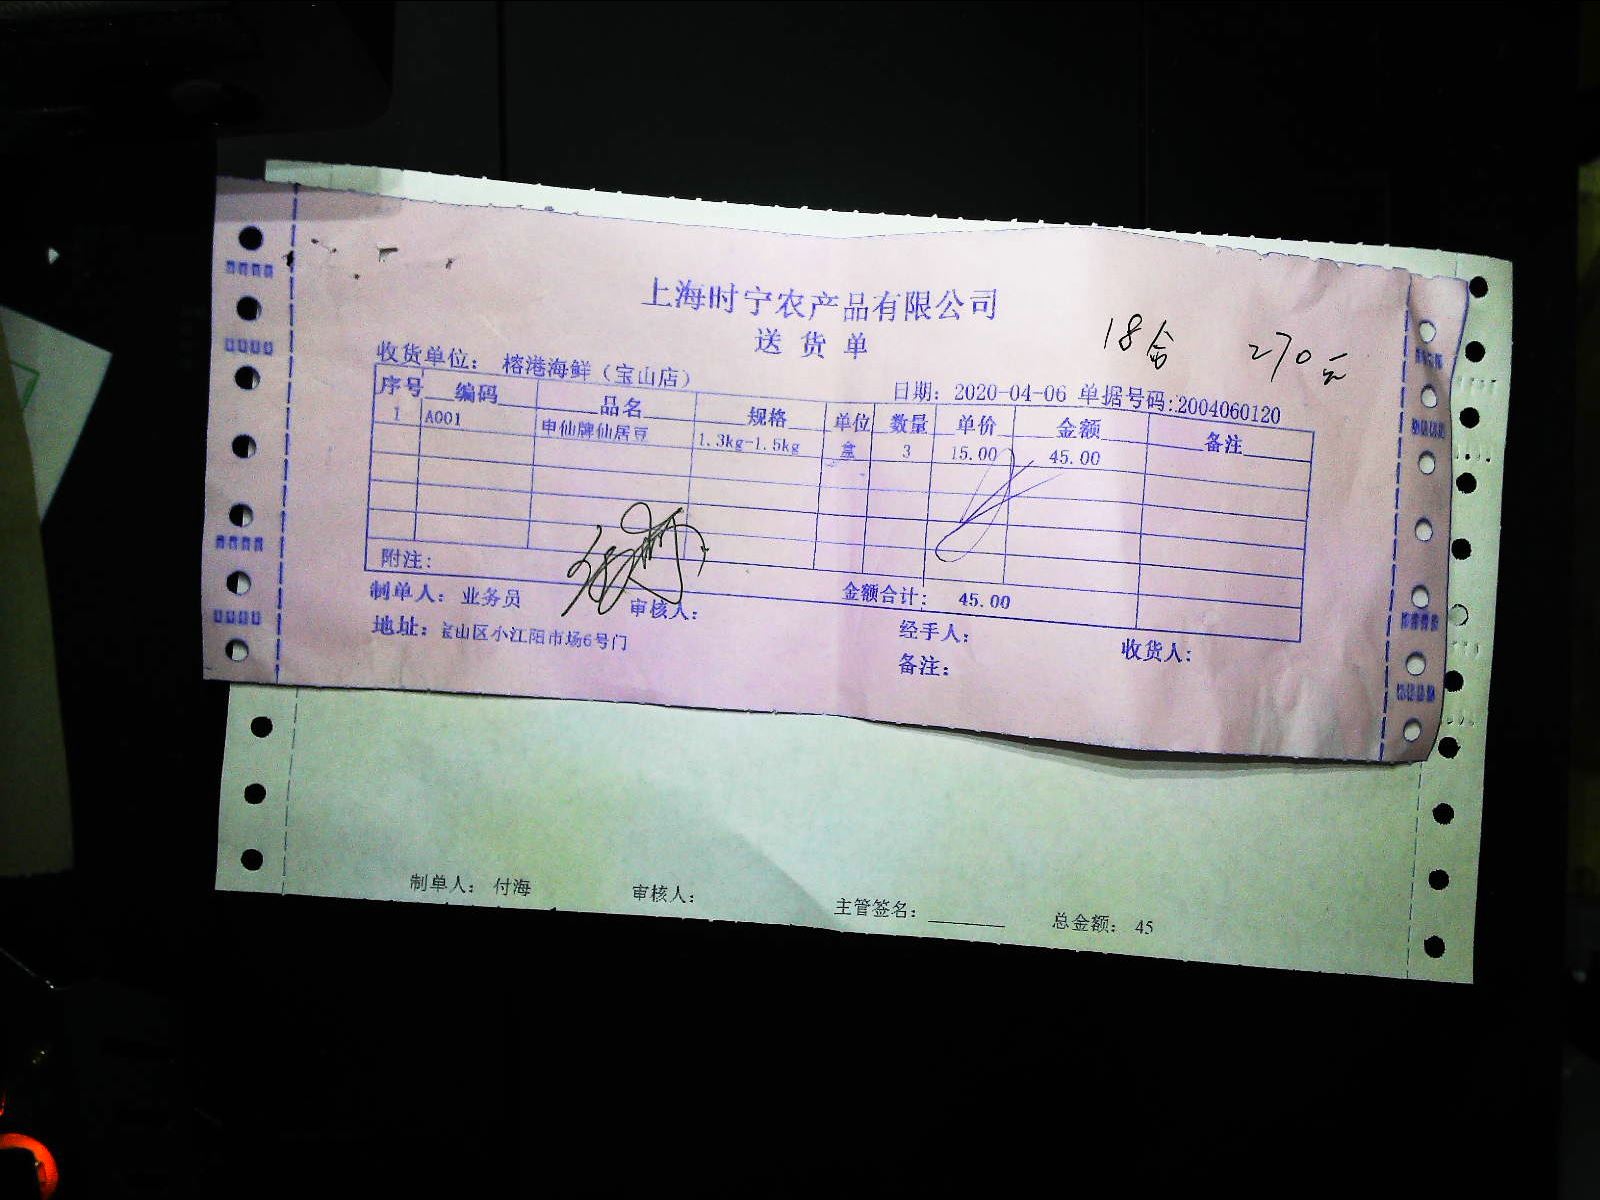 上海时宁农产品有限公司
送货单
18盒 270元
收货单位: 榕港海鲜(宝山店) 日期: 2020-04-06 单据号码:2004060120
序号 编码 品名 规格 单位 数量 单价 金额 备注
1 A001 申仙牌仙居豆 1.3kg-1.5kg 盒 3 15.00 45.00
附注:
金额合计: 45.00
制单人: 业务员 审核人: 经手人: 收货人:
地址: 宝山区小江阳市场6号门 备注:
制单人: 付海 审核人: 主管签名: 总金额: 45